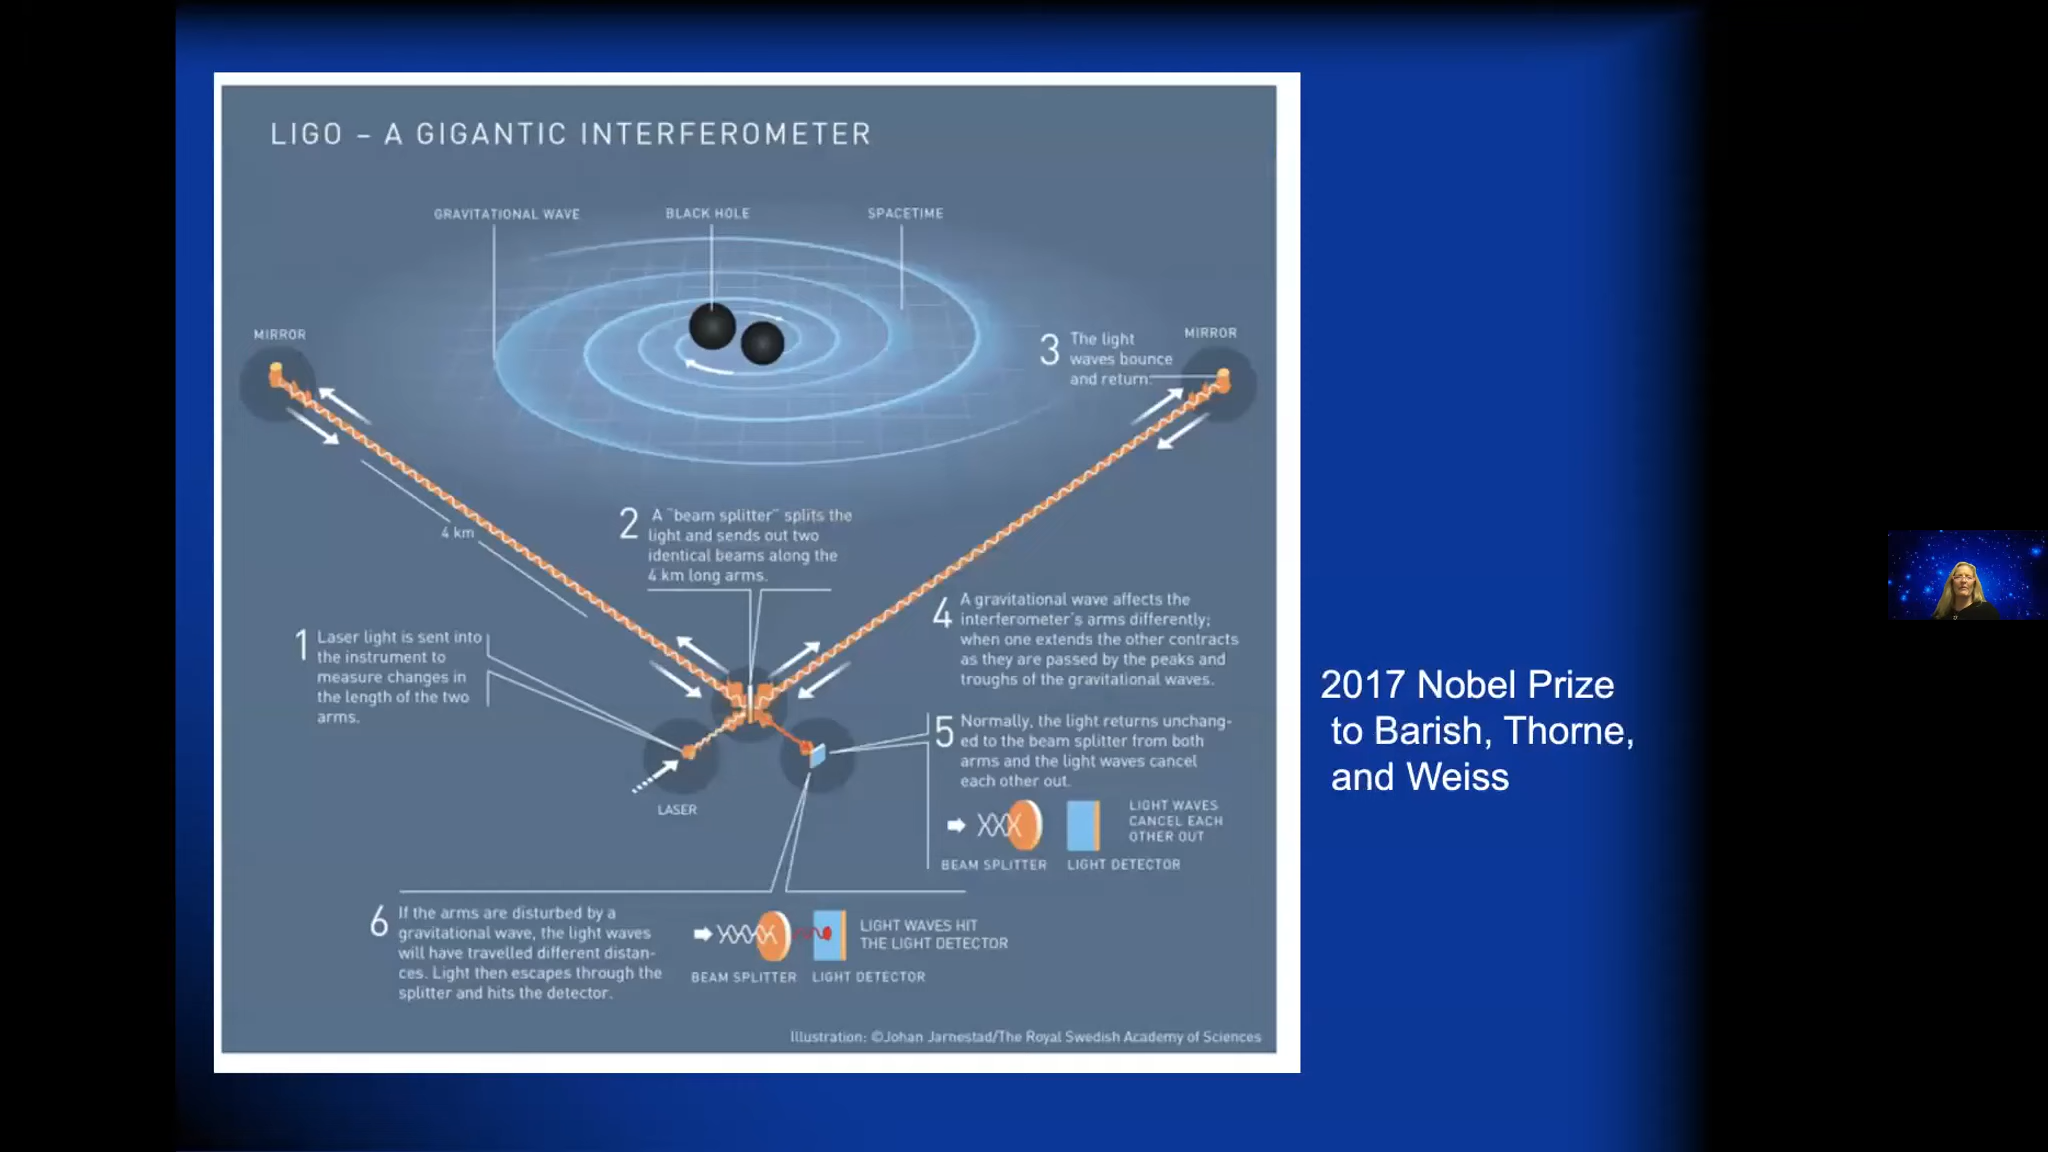 LIGO – A GIGANTIC INTERFEROMETER
GRAVITATIONAL WAVE
BLACK HOLE
SPACETIME
MIRROR
MIRROR
3 The light
waves bounce
and return.
4 km
2 A “beam splitter” splits the
light and sends out two
identical beams along the
4 km long arms.
1 Laser light is sent into
the instrument to
measure changes in
the length of the two
arms.
4 A gravitational wave affects the
interferometer's arms differently;
when one extends the other contracts
as they are passed by the peaks and
troughs of the gravitational waves.
LASER
5 Normally, the light returns unchang-
ed to the beam splitter from both
arms and the light waves cancel
each other out.
LIGHT WAVES
CANCEL EACH
OTHER OUT
BEAM SPLITTER
LIGHT DETECTOR
6 If the arms are disturbed by a
gravitational wave, the light waves
will have travelled different distan-
ces. Light then escapes through the
splitter and hits the detector.
LIGHT WAVES HIT
THE LIGHT DETECTOR
BEAM SPLITTER
LIGHT DETECTOR
Illustration: ©Johan Jarnestad/The Royal Swedish Academy of Sciences
2017 Nobel Prize
to Barish, Thorne,
and Weiss